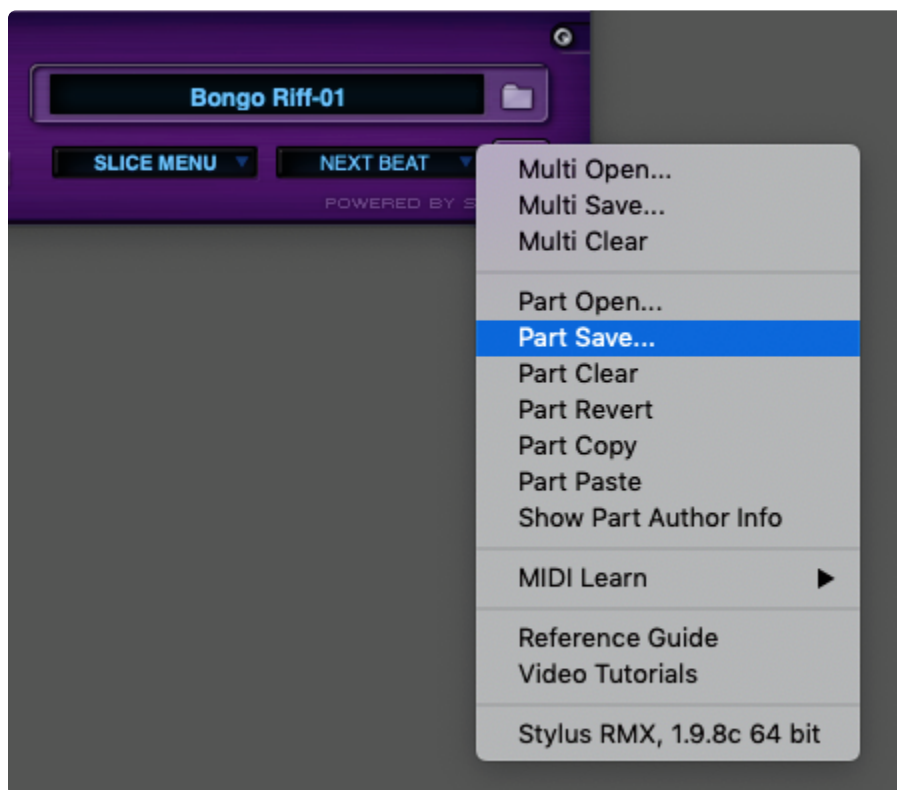 Bongo Riff-01
SLICE MENU
NEXT BEAT
POWERED BY
Multi Open...
Multi Save...
Multi Clear
Part Open...
Part Save...
Part Clear
Part Revert
Part Copy
Part Paste
Show Part Author Info
MIDI Learn
Reference Guide
Video Tutorials
Stylus RMX, 1.9.8c 64 bit